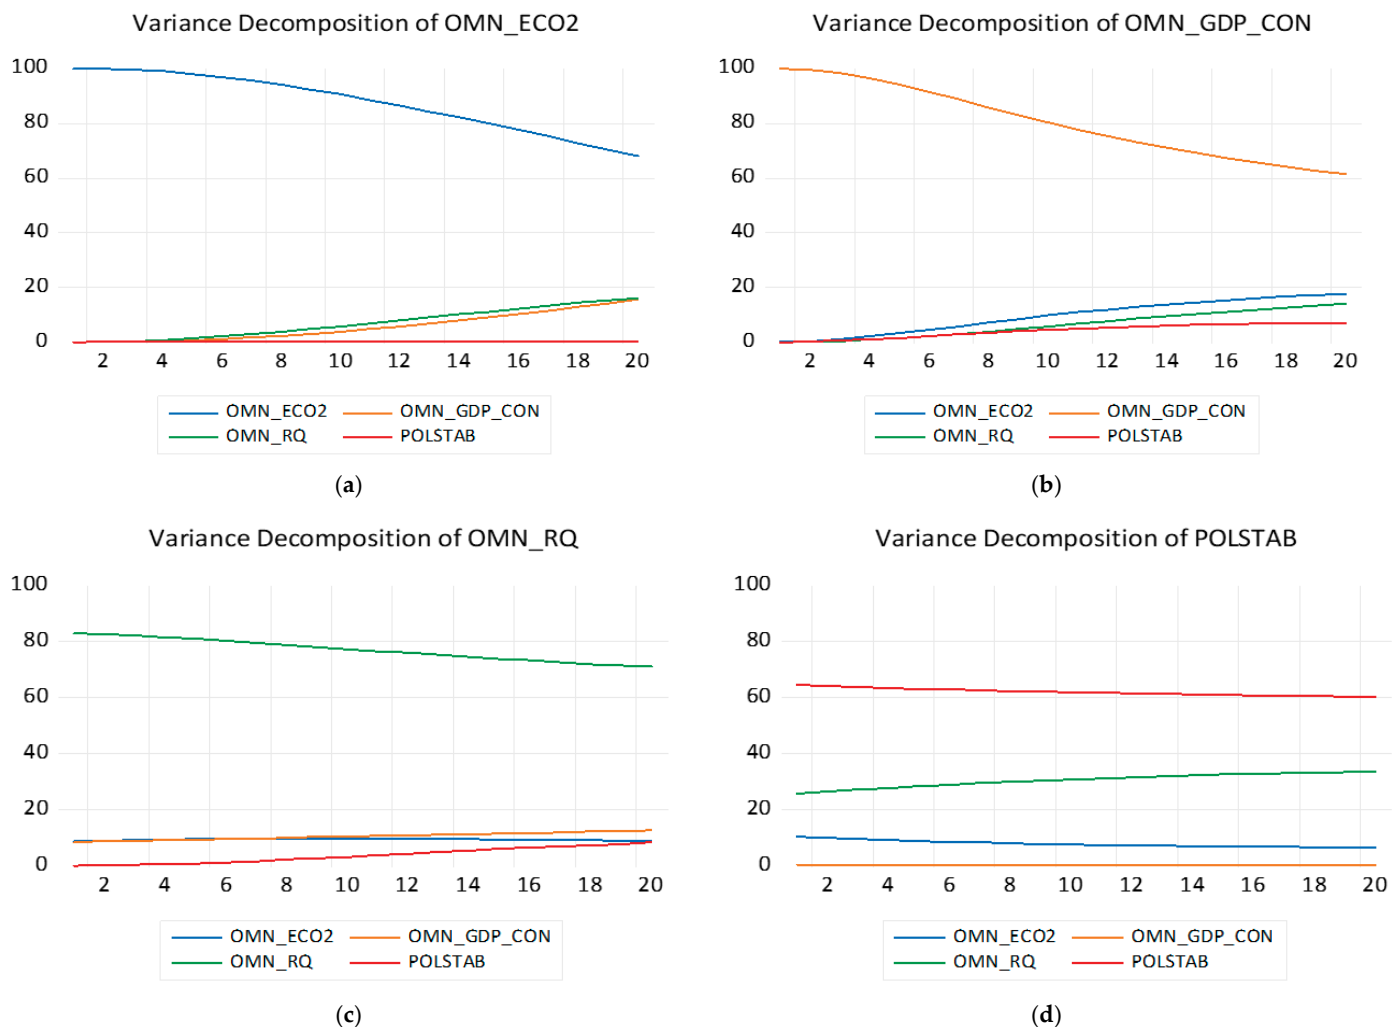 Variance Decomposition of OMN_ECO2
100
80
60
40
20
0
2 4 6 8 10 12 14 16 18 20
OMN_ECO2 OMN_GDP_CON
OMN_RQ POLSTAB
(a)
Variance Decomposition of OMN_GDP_CON
100
80
60
40
20
0
2 4 6 8 10 12 14 16 18 20
OMN_ECO2 OMN_GDP_CON
OMN_RQ POLSTAB
(b)
Variance Decomposition of OMN_RQ
100
80
60
40
20
0
2 4 6 8 10 12 14 16 18 20
OMN_ECO2 OMN_GDP_CON
OMN_RQ POLSTAB
(c)
Variance Decomposition of POLSTAB
100
80
60
40
20
0
2 4 6 8 10 12 14 16 18 20
OMN_ECO2 OMN_GDP_CON
OMN_RQ POLSTAB
(d)